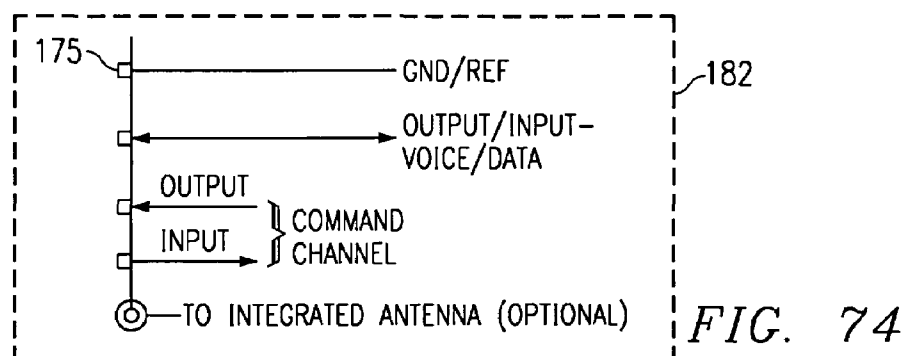 175
GND/REF
182
OUTPUT/INPUT-
VOICE/DATA
OUTPUT
COMMAND
INPUT
CHANNEL
TO INTEGRATED ANTENNA (OPTIONAL)
FIG. 74